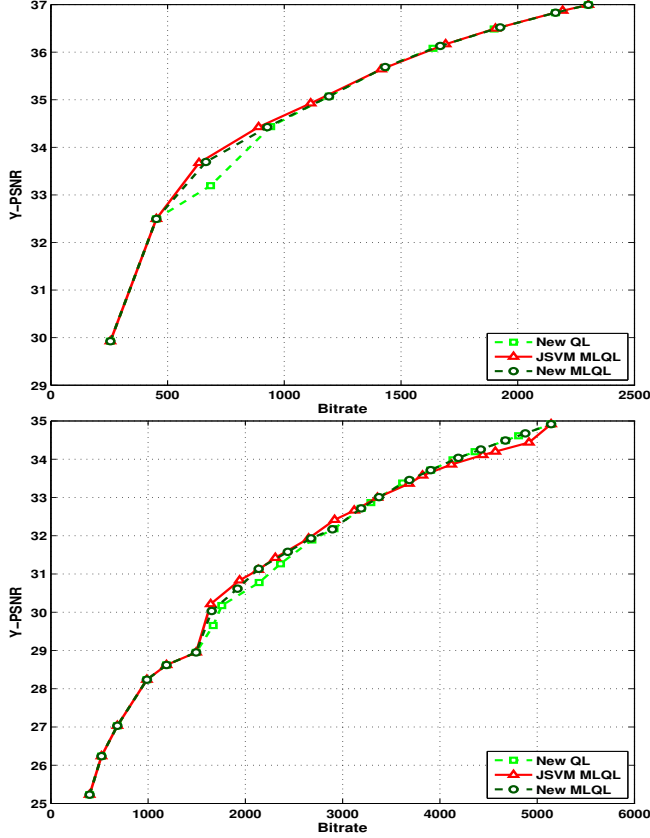 37
36
35
34
33
32
31
30
29
Y-PSNR
0 500 1000 1500 2000 2500
Bitrate
New QL
JSVM MLQL
New MLQL
35
34
33
32
31
30
29
28
27
26
25
Y-PSNR
0 1000 2000 3000 4000 5000 6000
Bitrate
New QL
JSVM MLQL
New MLQL